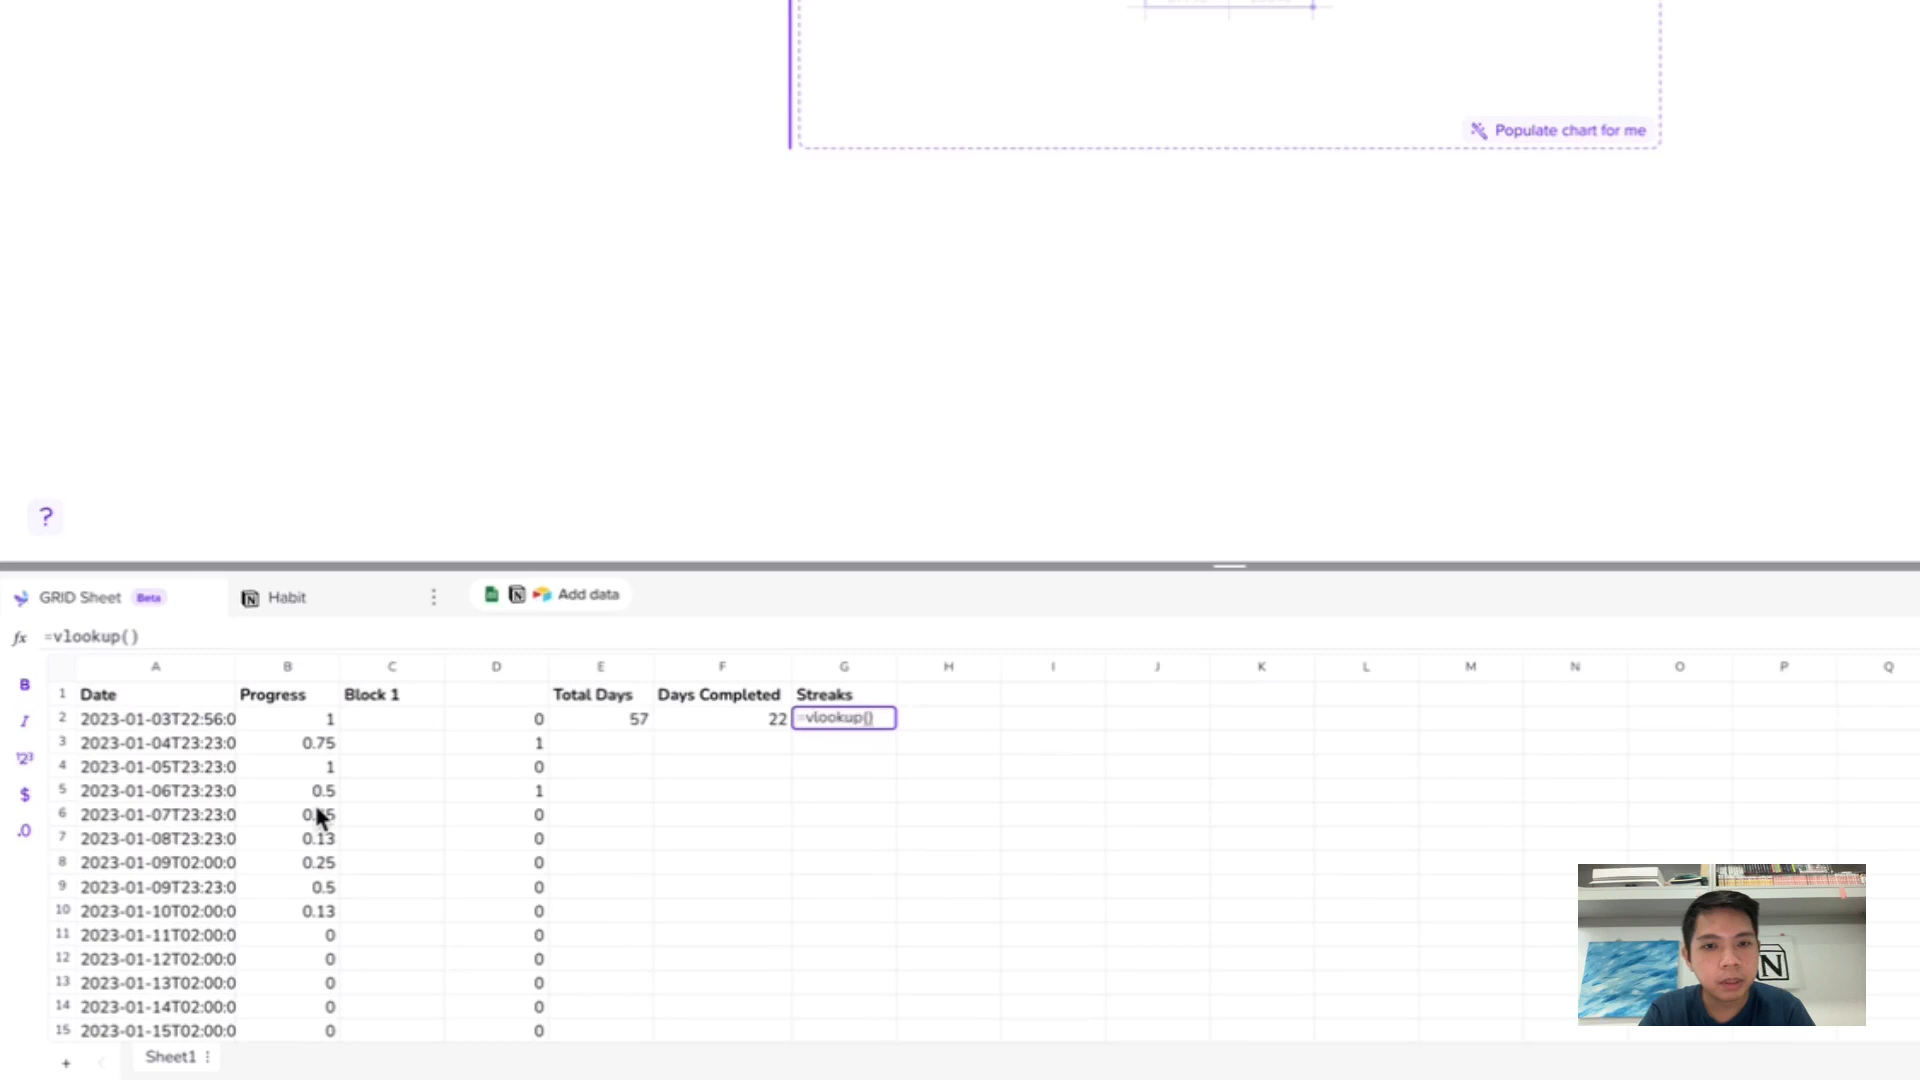 Populate chart for me
?
GRID Sheet Beta
Habit
Add data
fx =vlookup()
A B C D E F G H I J K L M N O P Q
B
I
123
$
.0
1 Date Progress Block 1 Total Days Days Completed Streaks
2 2023-01-03T22:56:0 1 0 57 22 =vlookup()
3 2023-01-04T23:23:0 0.75 1
4 2023-01-05T23:23:0 1 0
5 2023-01-06T23:23:0 0.5 1
6 2023-01-07T23:23:0 0
7 2023-01-08T23:23:0 0.13 0
8 2023-01-09T02:00:0 0.25 0
9 2023-01-09T23:23:0 0.5 0
10 2023-01-10T02:00:0 0.13 0
11 2023-01-11T02:00:0 0 0
12 2023-01-12T02:00:0 0 0
13 2023-01-13T02:00:0 0 0
14 2023-01-14T02:00:0 0 0
15 2023-01-15T02:00:0 0 0
+
Sheet1
N